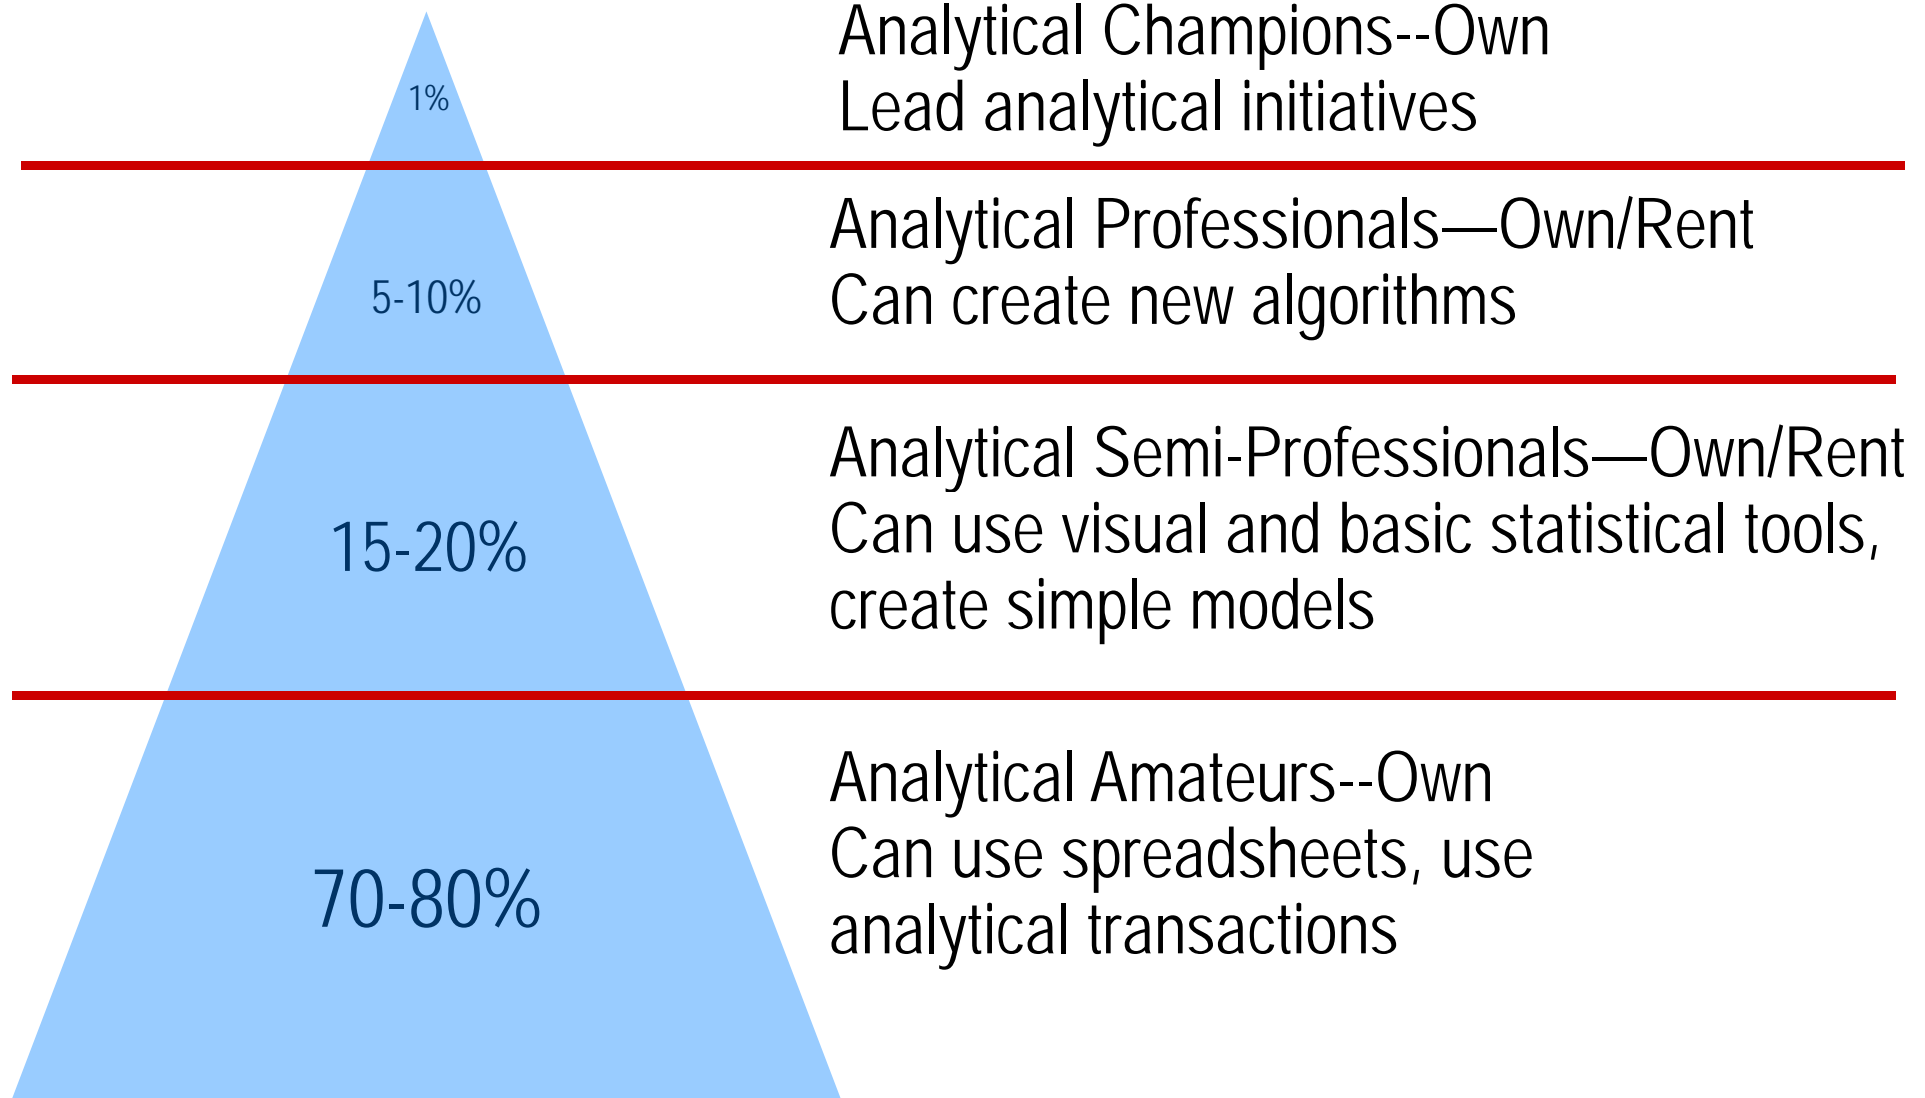 Analytical Champions--Own
Lead analytical initiatives
1%
Analytical Professionals—Own/Rent
Can create new algorithms
5-10%
Analytical Semi-Professionals—Own/Rent
Can use visual and basic statistical tools,
create simple models
15-20%
Analytical Amateurs--Own
Can use spreadsheets, use
analytical transactions
70-80%